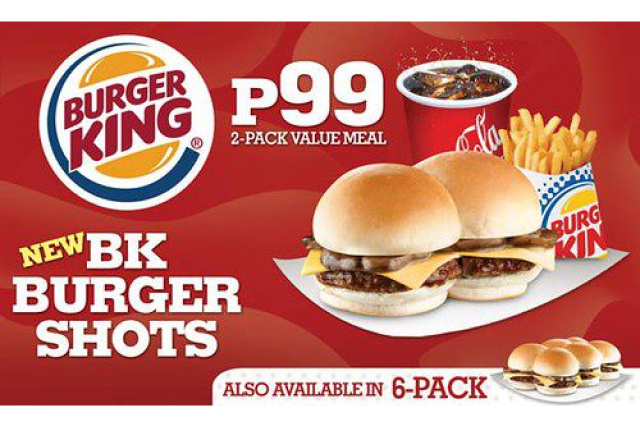 BURGER
KING®
P99
2-PACK VALUE MEAL
NEW BK
BURGER
SHOTS
ALSO AVAILABLE IN 6-PACK